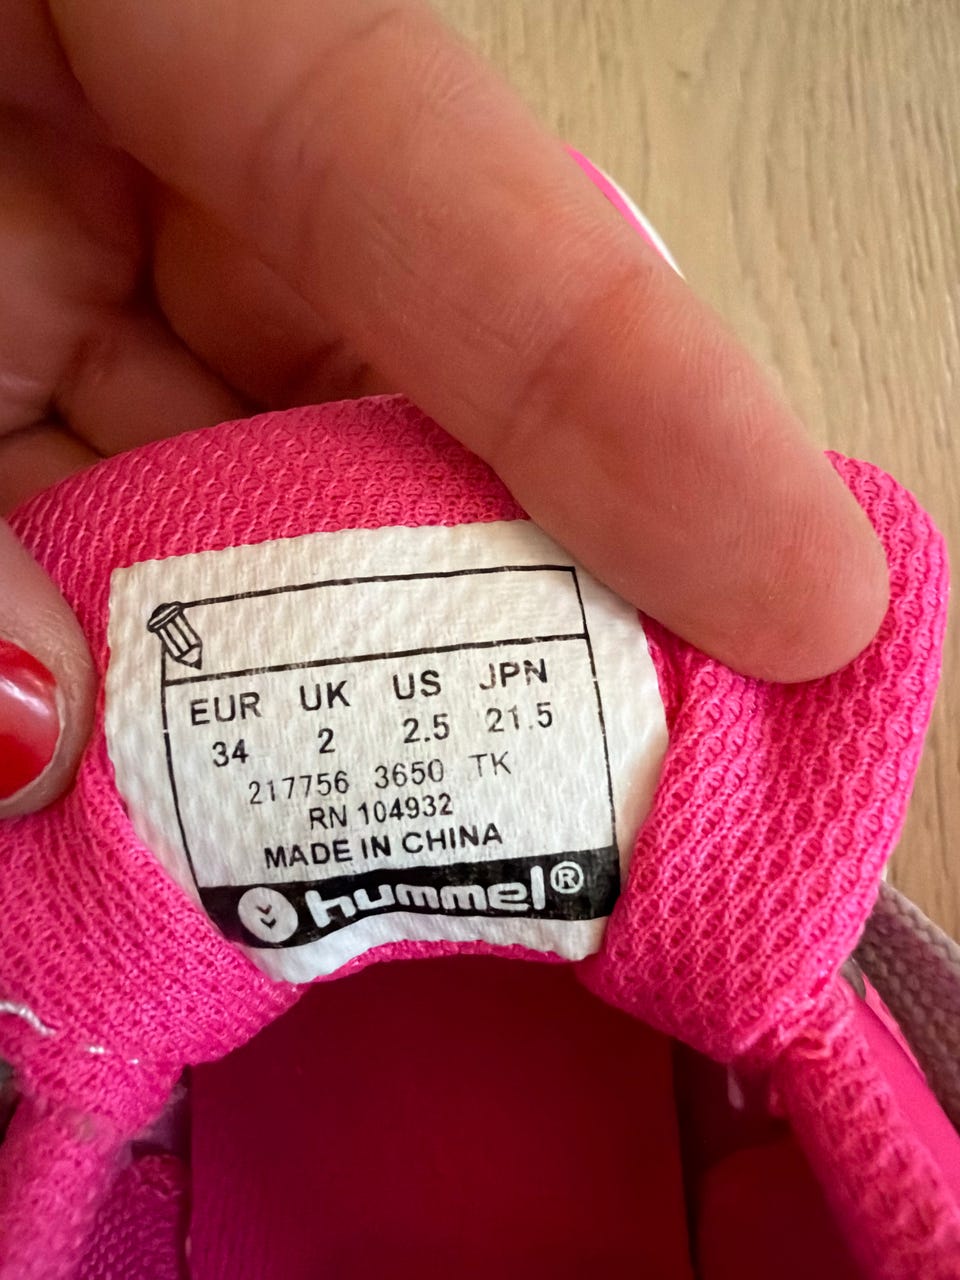 EUR UK US JPN
34 2 2.5 21.5
217756 3650 TK
RN 104932
MADE IN CHINA
hummel®